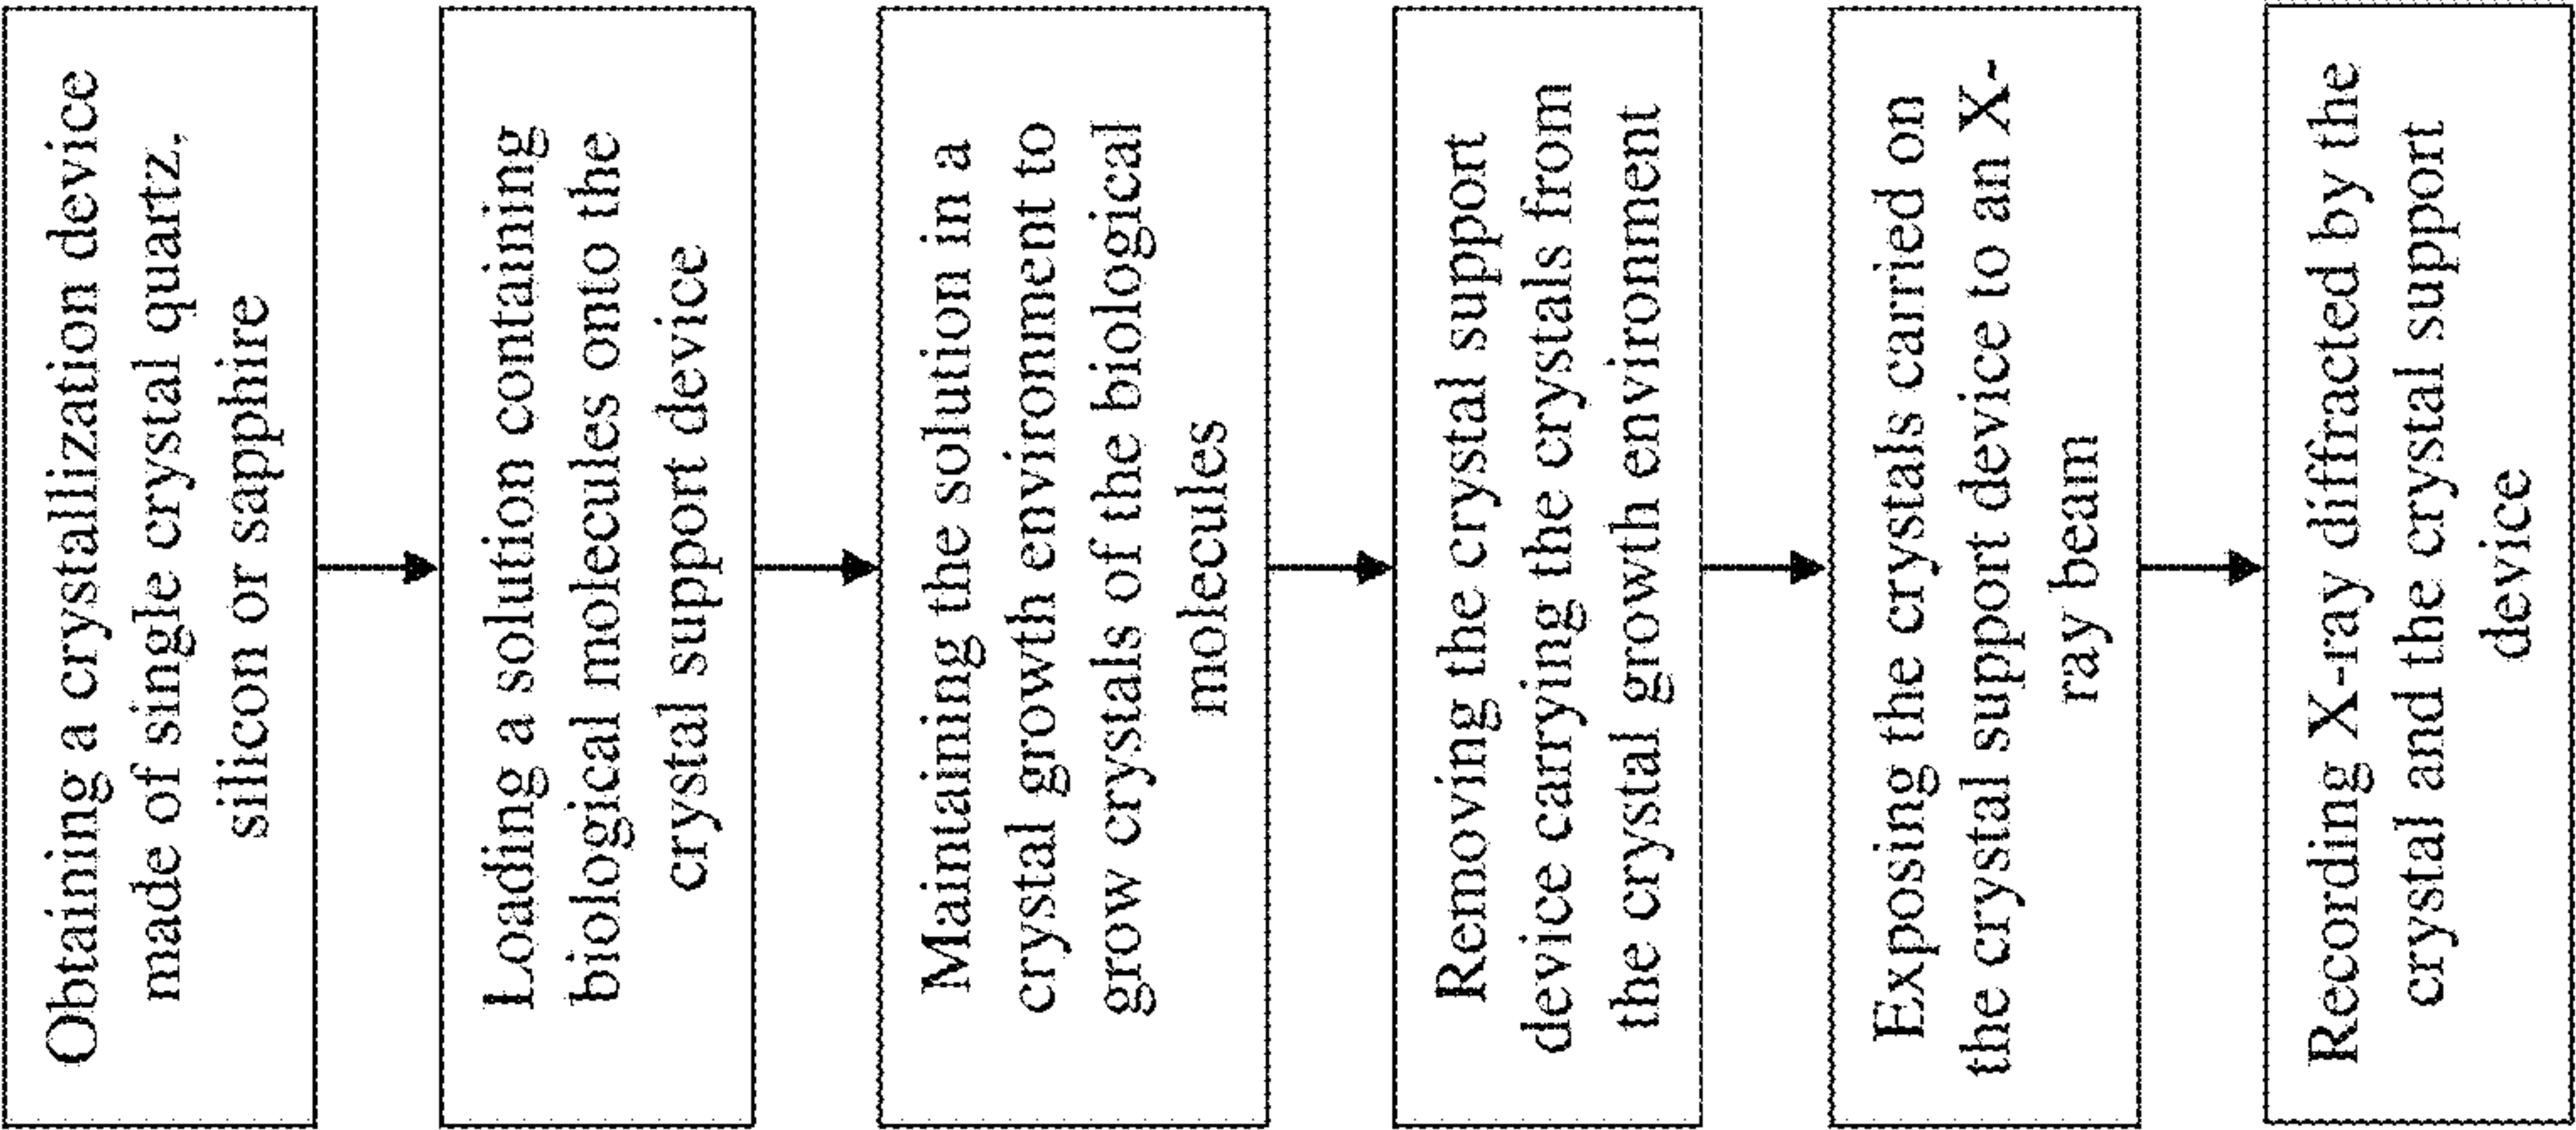 Obtaining a crystallization device
made of single crystal quartz,
silicon or sapphire
Loading a solution containing
biological molecules onto the
crystal support device
Maintaining the solution in a
crystal growth environment to
grow crystals of the biological
molecules
Removing the crystal support
device carrying the crystals from
the crystal growth environment
Exposing the crystals carried on
the crystal support device to an X-
ray beam
Recording X-ray diffracted by the
crystal and the crystal support
device